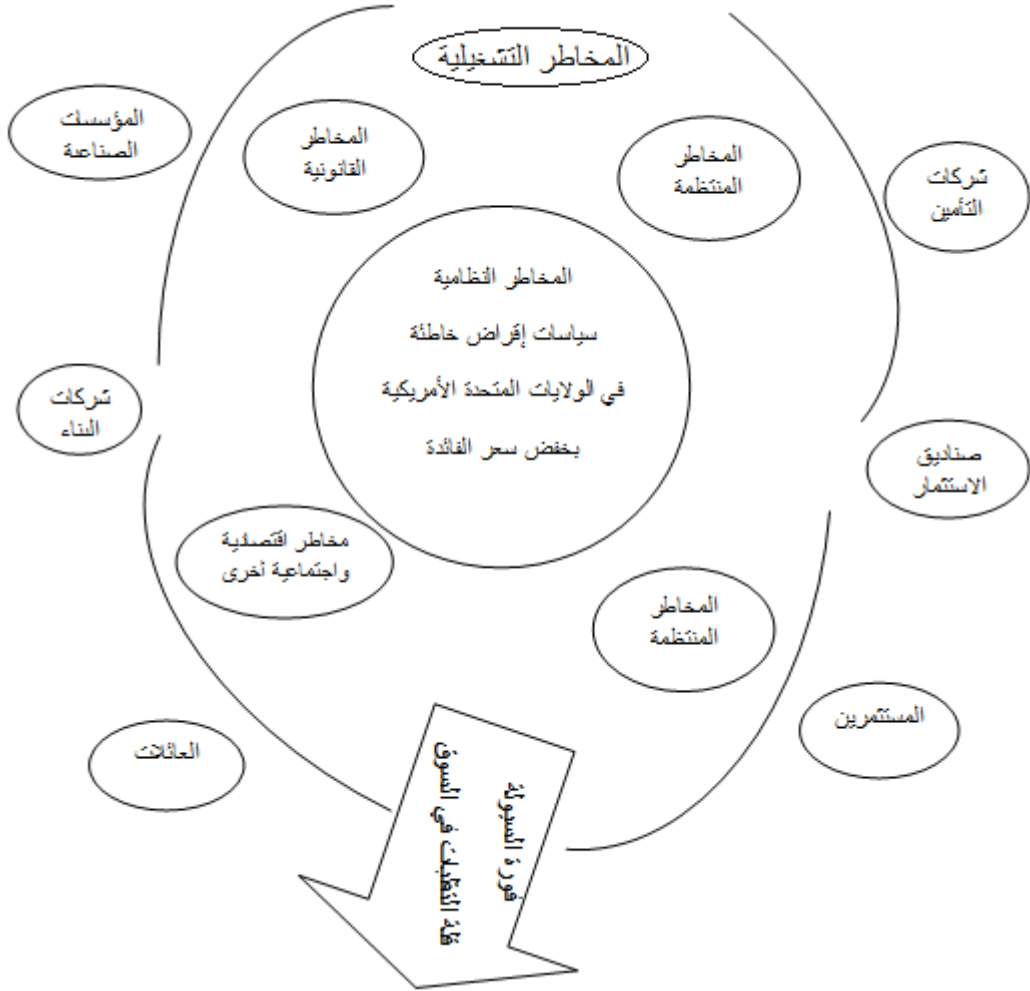 المخاطر التشغيلية
المؤسسات
الصناعية
المخاطر
القانونية
المخاطر
المنتظمة
شركات
التأمين
المخاطر النظامية
سياسات إقراض خاطئة
في الولايات المتحدة الأمريكية
بخفض سعر الفائدة
شركات
البناء
صناديق
الاستثمار
مخاطر اقتصادية
واجتماعية أخرى
المخاطر
المنتظمة
المستثمرين
العائلات
فورة السيولة
قلة التقلبات في السوق